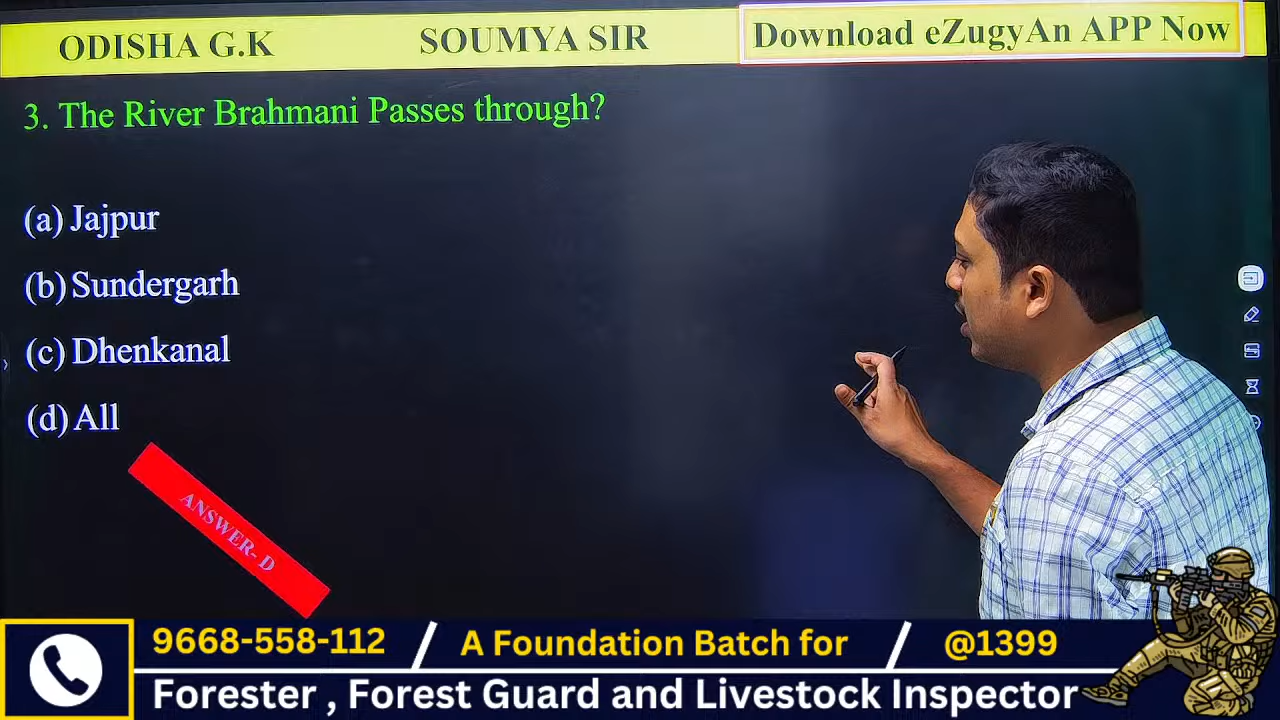 ODISHA G.K
SOUMYA SIR
Download eZugyAn APP Now
3. The River Brahmani Passes through?
(a) Jajpur
(b) Sundergarh
(c) Dhenkanal
(d) All
ANSWER- D
9668-558-112 / A Foundation Batch for / @1399
Forester , Forest Guard and Livestock Inspector